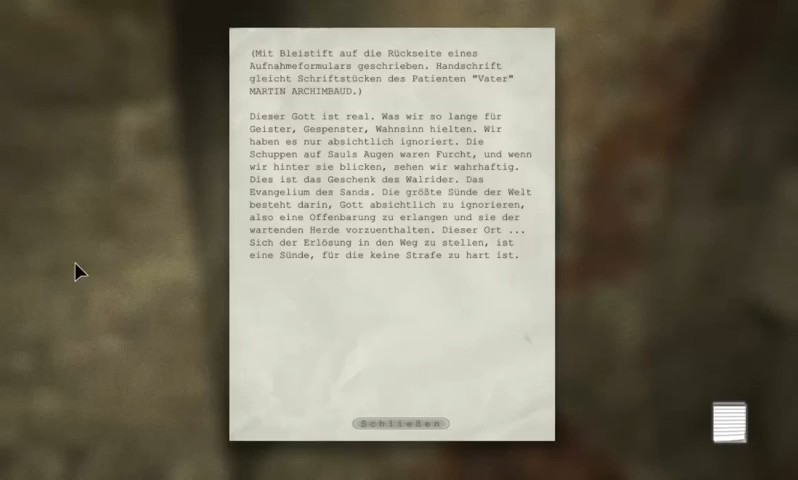 (Mit Bleistift auf die Rückseite eines
Aufnahmeformulars geschrieben. Handschrift
gleicht Schriftstücken des Patienten "Vater"
MARTIN ARCHIMBAUD.)
Dieser Gott ist real. Was wir so lange für
Geister, Gespenster, Wahnsinn hielten. Wir
haben es nur absichtlich ignoriert. Die
Schuppen auf Sauls Augen waren Furcht, und wenn
wir hinter sie blicken, sehen wir wahrhaftig.
Dies ist das Geschenk des Walrider. Das
Evangelium des Sands. Die größte Sünde der Welt
besteht darin, Gott absichtlich zu ignorieren,
also eine Offenbarung zu erlangen und sie der
wartenden Herde vorzuenthalten. Dieser Ort ...
Sich der Erlösung in den Weg zu stellen, ist
eine Sünde, für die keine Strafe zu hart ist.
Schließen